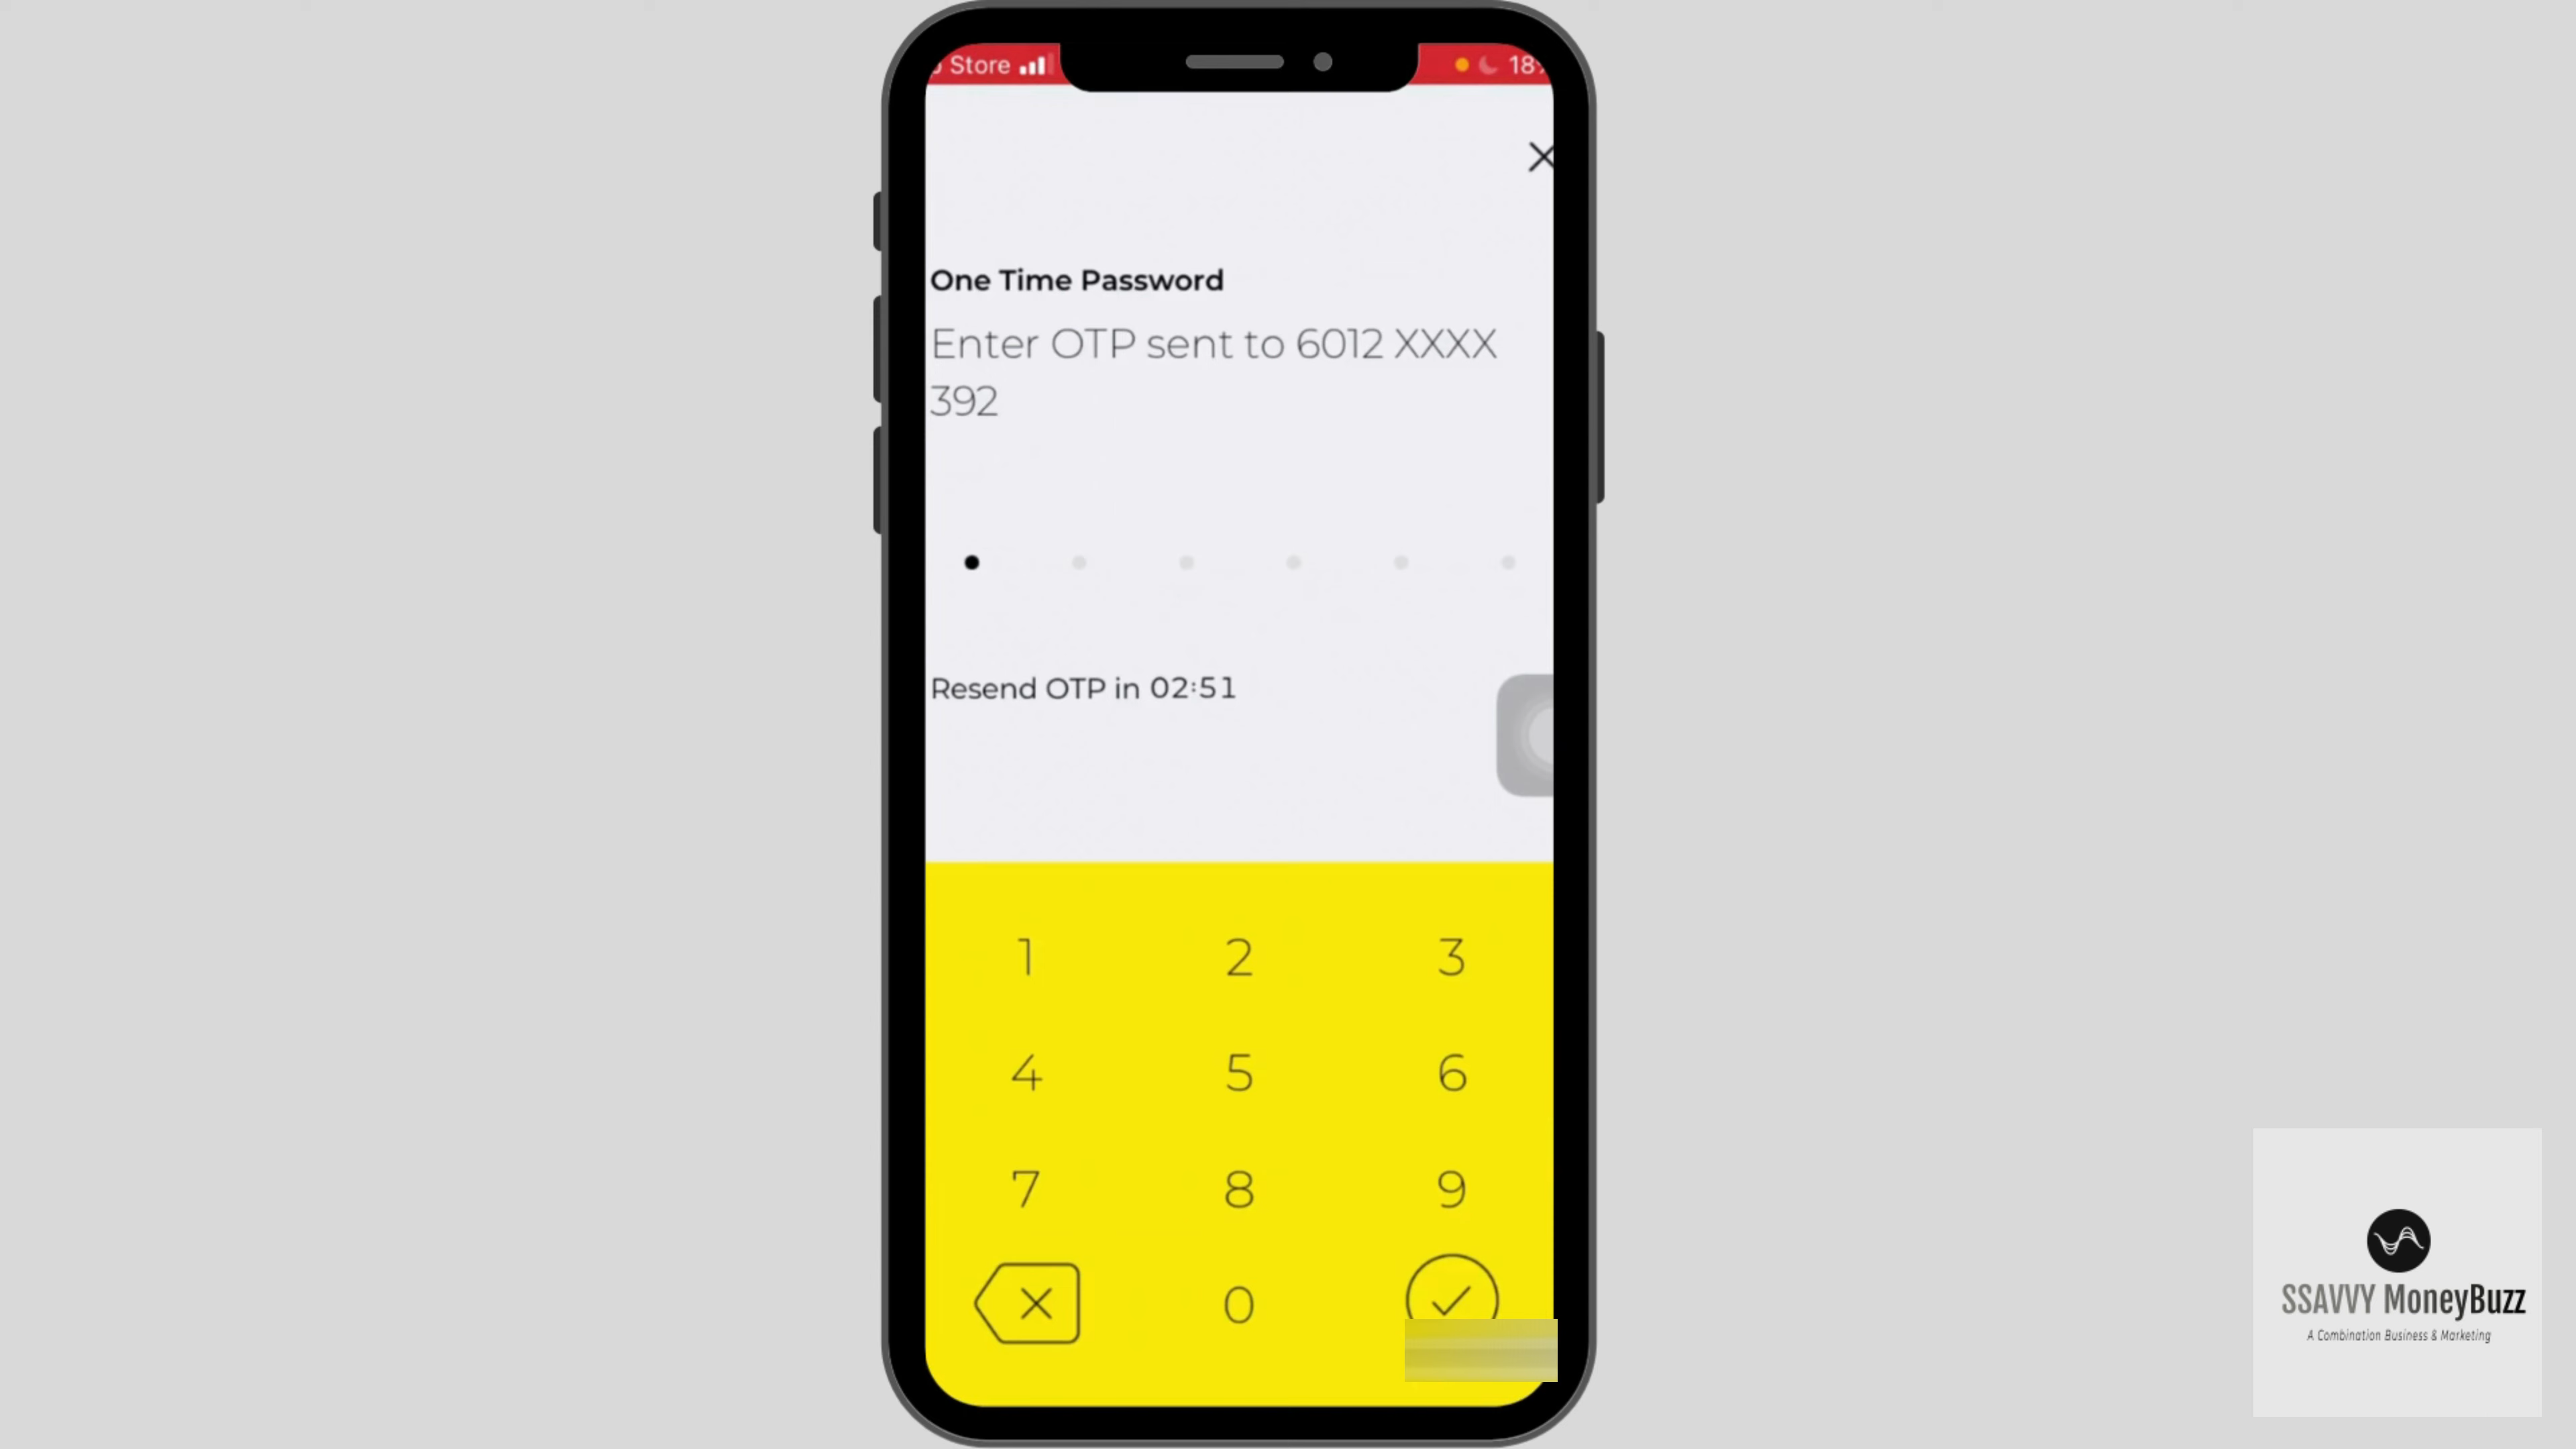 Store
One Time Password
Enter OTP sent to 6012 XXXX
392
Resend OTP in 02:51
1 2 3
4 5 6
7 8 9
0
SSAVVY MoneyBuzz
A Combination Business & Marketing